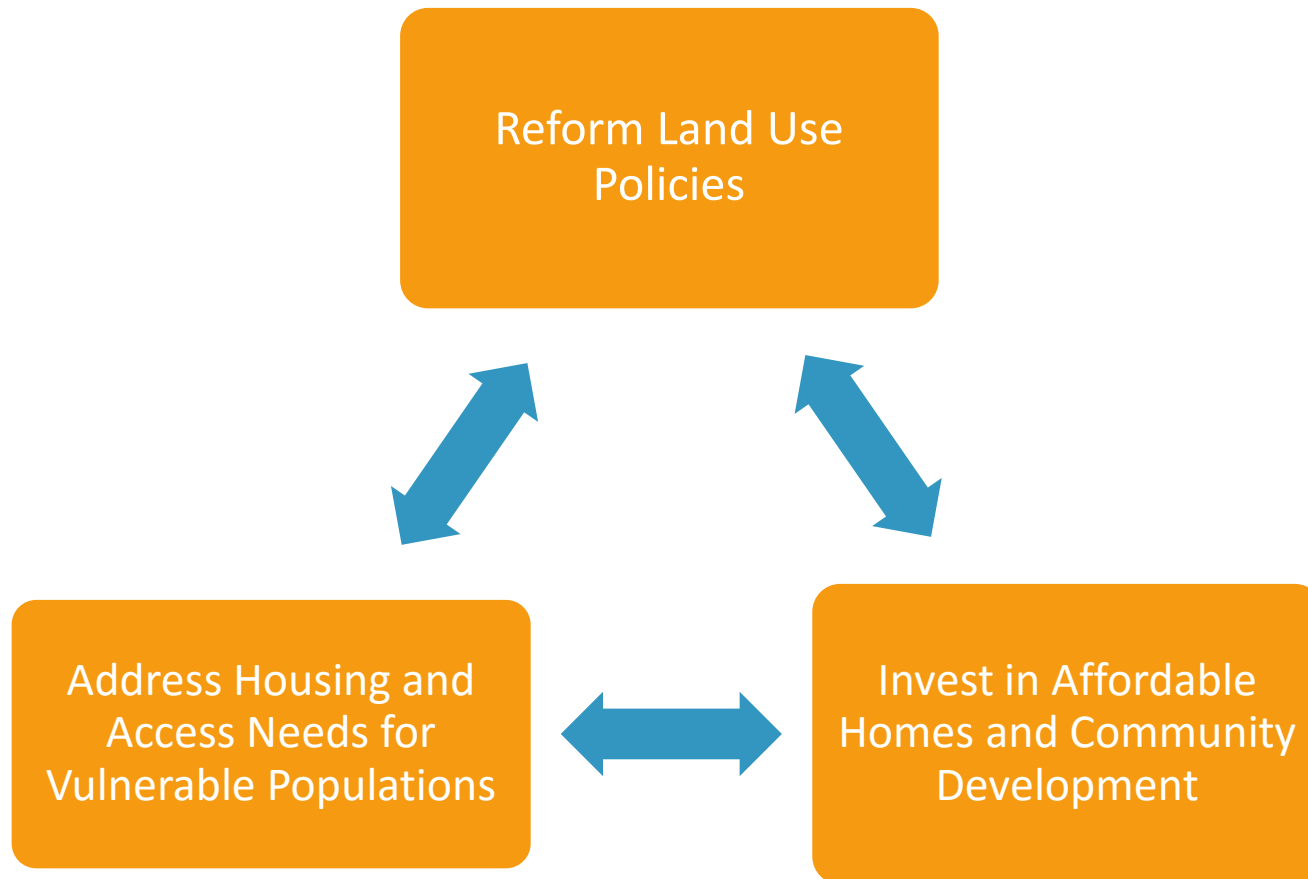 Reform Land Use
Policies
Address Housing and
Access Needs for
Vulnerable Populations
Invest in Affordable
Homes and Community
Development